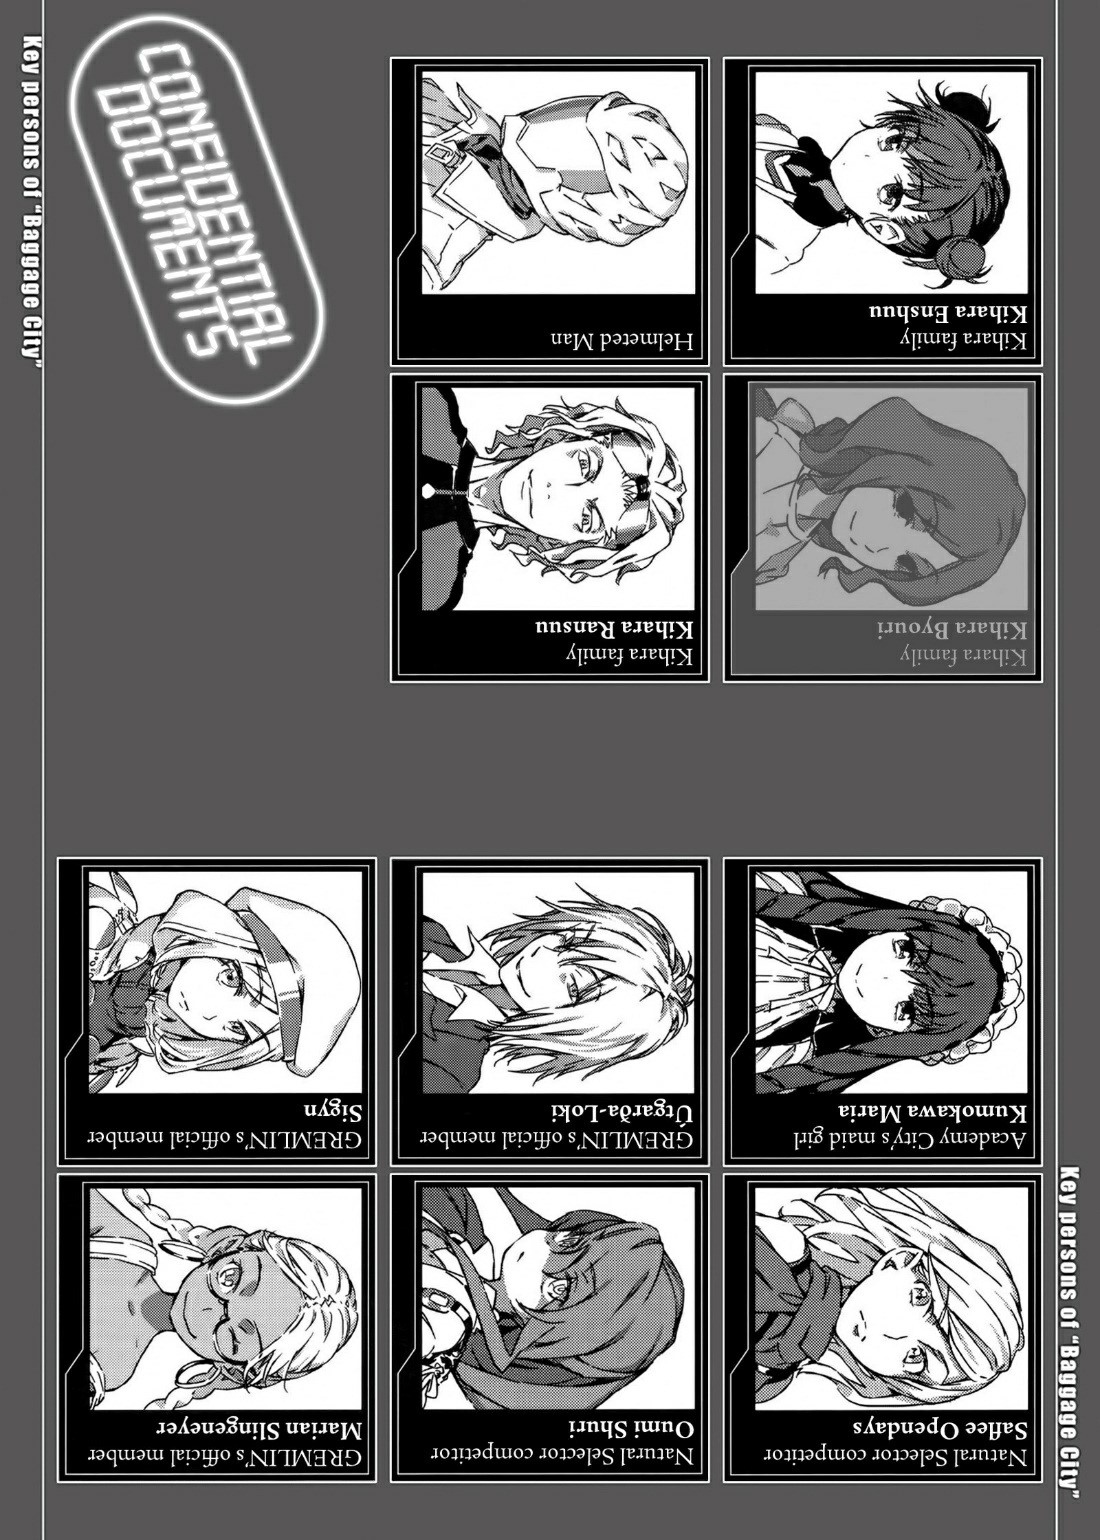 Key persons of "Baggage City"
CONFIDENTIAL
DOCUMENTS
Helmeted Man
Kihara family
Kihara Enshuu
Kihara family
Kihara Ransuu
Kihara family
Kihara Byouri
GREMLIN's official member
Sigyn
GREMLIN's official member
Útgarða-Loki
Academy City's maid girl
Kumokawa Maria
GREMLIN's official member
Marian Slingeneyer
Natural Selector competitor
Oumi Shuri
Natural Selector competitor
Saflee Opendays
Key persons of "Baggage City"